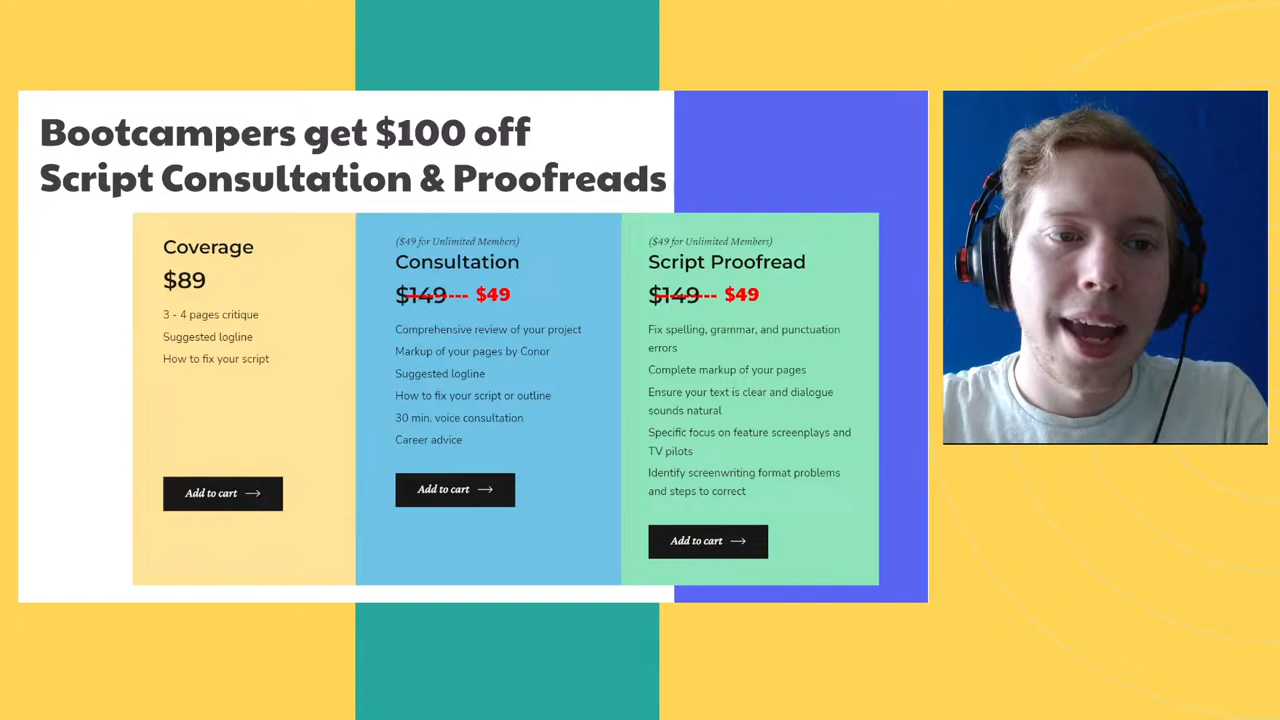 Bootcampers get $100 off
Script Consultation & Proofreads
Coverage
$89
3 - 4 pages critique
Suggested logline
How to fix your script
Add to cart
($49 for Unlimited Members)
Consultation
$149 $49
Comprehensive review of your project
Markup of your pages by Conor
Suggested logline
How to fix your script or outline
30 min. voice consultation
Career advice
Add to cart
($49 for Unlimited Members)
Script Proofread
$149 $49
Fix spelling, grammar, and punctuation
errors
Complete markup of your pages
Ensure your text is clear and dialogue
sounds natural
Specific focus on feature screenplays and
TV pilots
Identify screenwriting format problems
and steps to correct
Add to cart